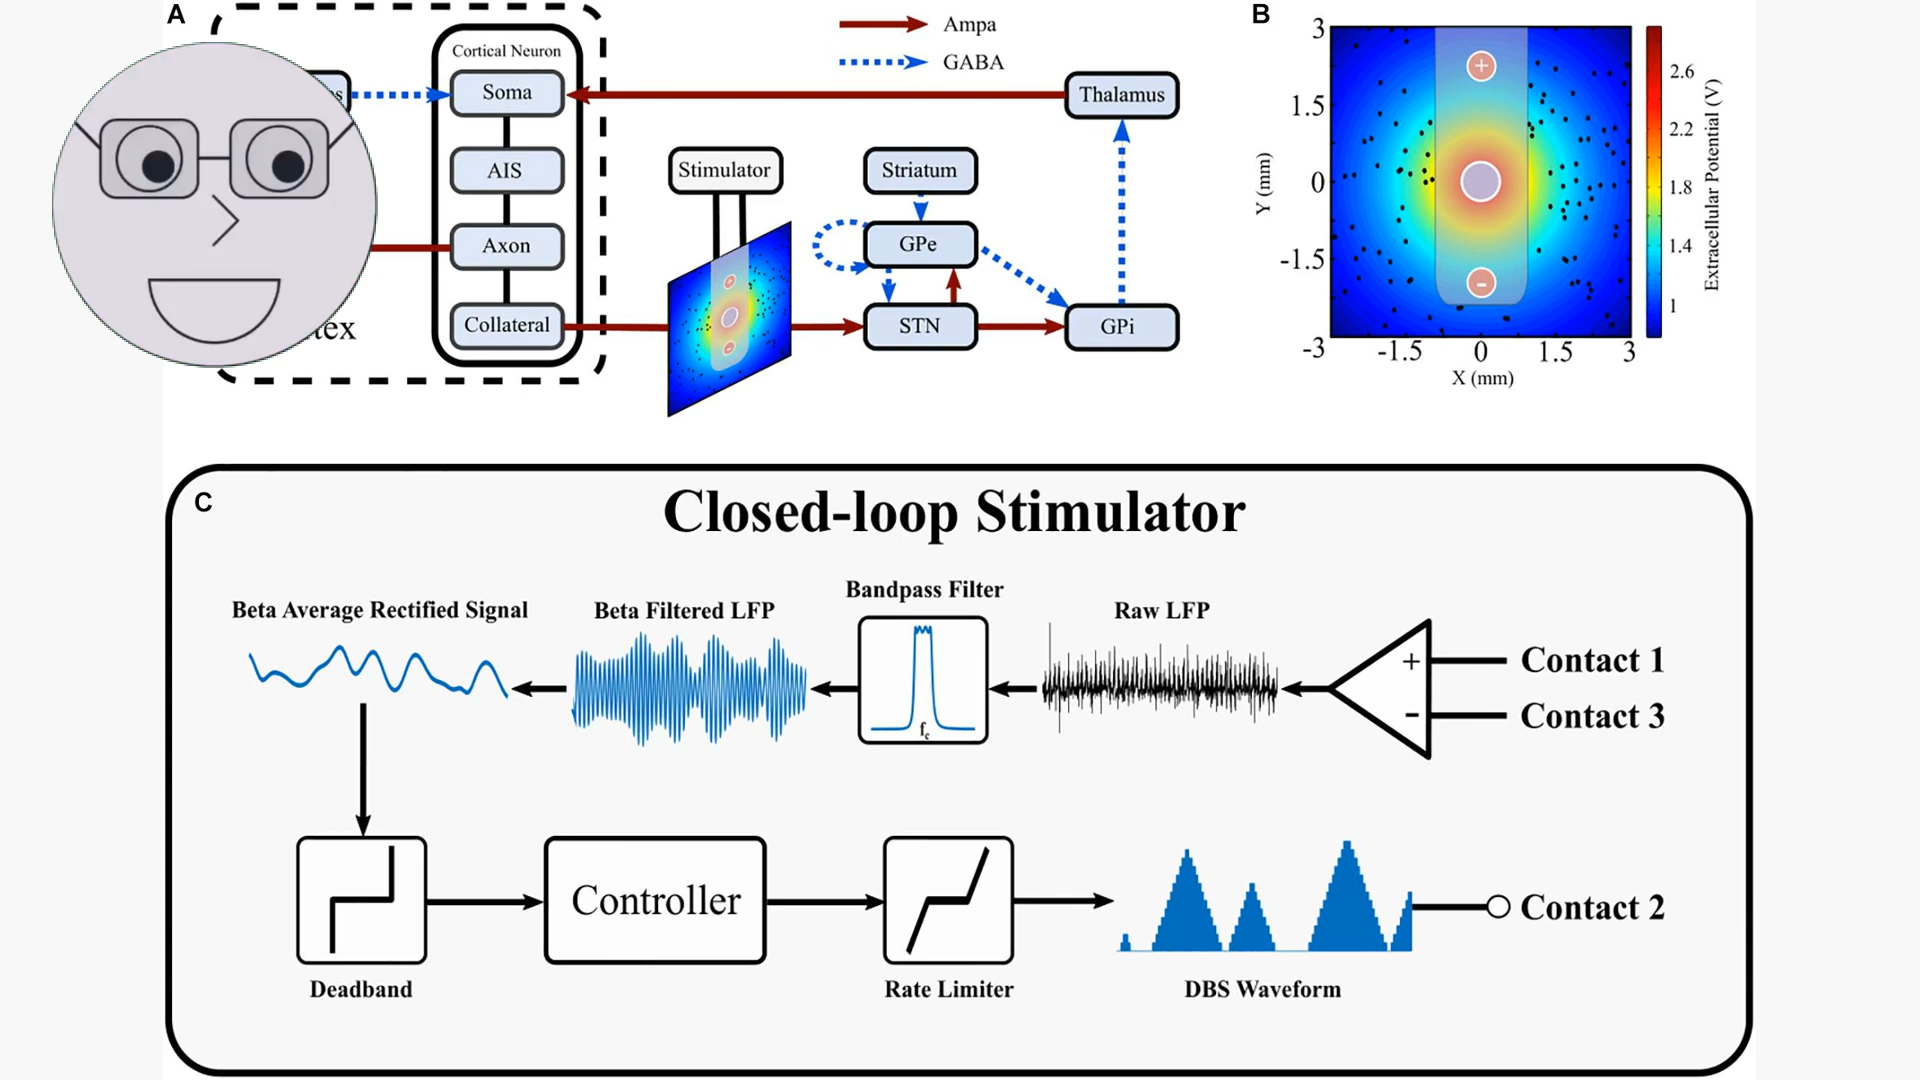 A
Cortical Neuron
Soma
AIS
Axon
Collateral
Ampa
GABA
Thalamus
Stimulator
Striatum
GPe
STN
GPi
+
-
B
3
1.5
0
-1.5
-3
Y (mm)
+
-
-1.5
0
1.5
3
X (mm)
2.6
2.2
1.8
1.4
1
Extracellular Potential (V)
C
Closed-loop Stimulator
Beta Average Rectified Signal
Beta Filtered LFP
Bandpass Filter
fc
Raw LFP
+
-
Contact 1
Contact 3
Deadband
Controller
Rate Limiter
DBS Waveform
Contact 2